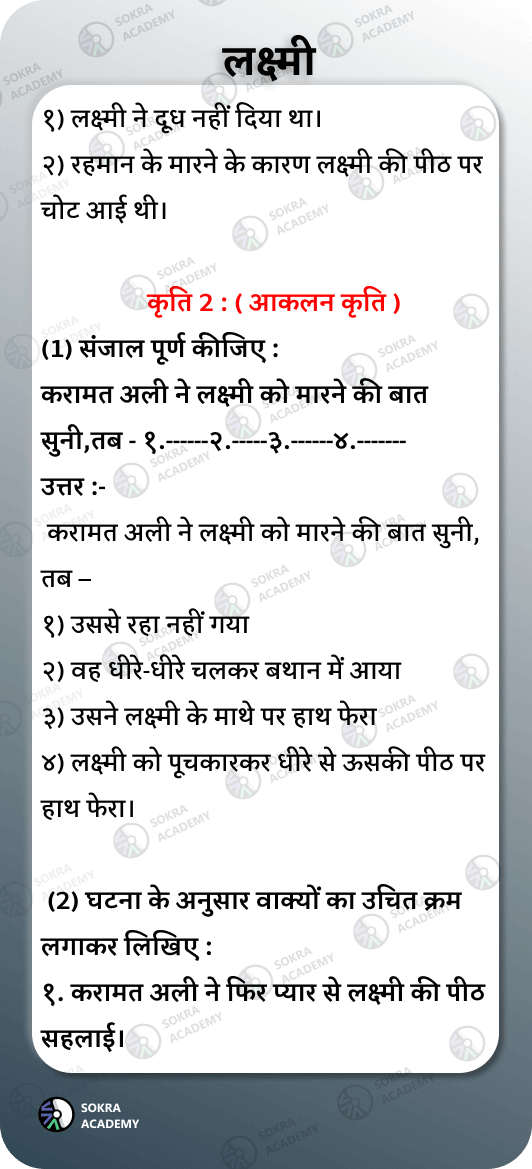 लक्ष्मी
१) लक्ष्मी ने दूध नहीं दिया था।
२) रहमान के मारने के कारण लक्ष्मी की पीठ पर
चोट आई थी।
कृति 2 : ( आकलन कृति )
(1) संजाल पूर्ण कीजिए :
करामत अली ने लक्ष्मी को मारने की बात
सुनी,तब - १.------२.-----३.------४.-------
उत्तर :-
करामत अली ने लक्ष्मी को मारने की बात सुनी,
तब –
१) उससे रहा नहीं गया
२) वह धीरे-धीरे चलकर बथान में आया
३) उसने लक्ष्मी के माथे पर हाथ फेरा
४) लक्ष्मी को पूचकारकर धीरे से ऊसकी पीठ पर
हाथ फेरा।
(2) घटना के अनुसार वाक्यों का उचित क्रम
लगाकर लिखिए :
१. करामत अली ने फिर प्यार से लक्ष्मी की पीठ
सहलाई।
SOKRA
ACADEMY